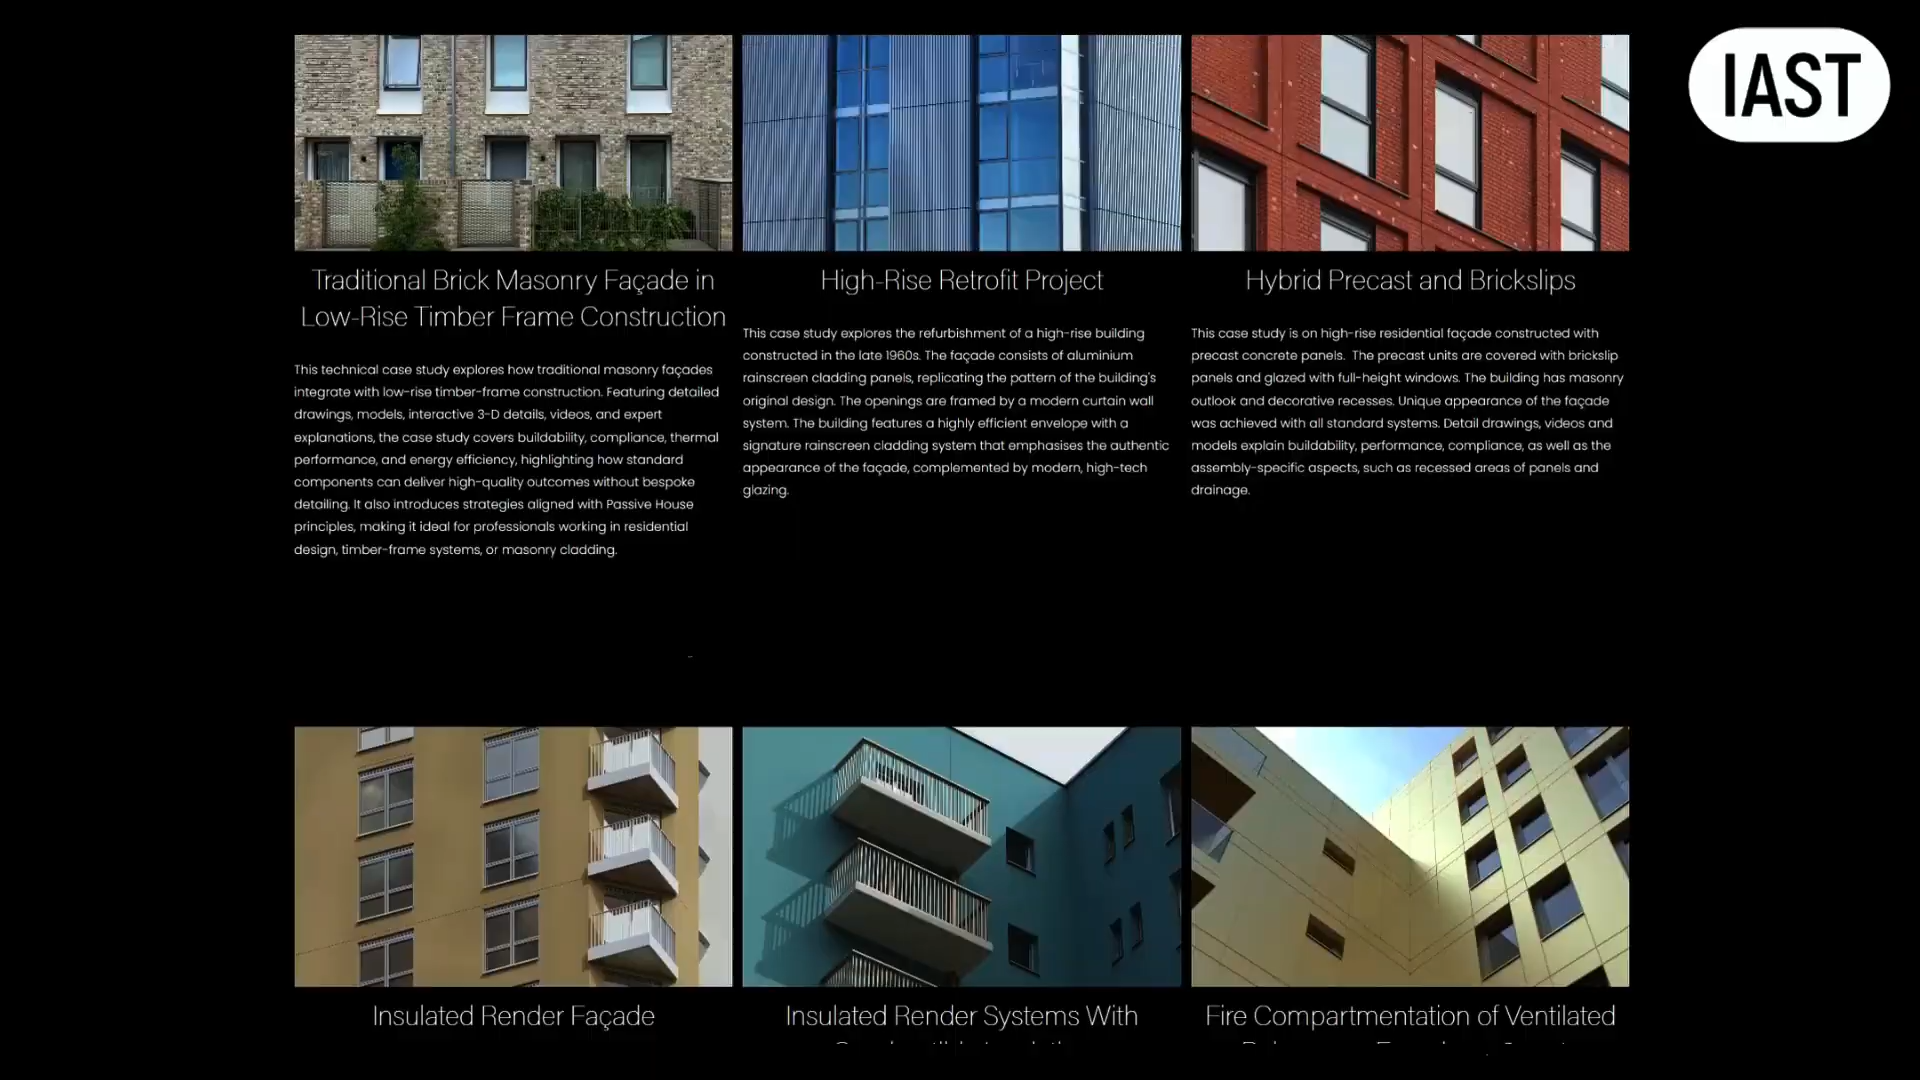 IAST
Traditional Brick Masonry Façade in
Low-Rise Timber Frame Construction
This technical case study explores how traditional masonry façades
integrate with low-rise timber-frame construction. Featuring detailed
drawings, models, interactive 3-D details, videos, and expert
explanations, the case study covers buildability, compliance, thermal
performance, and energy efficiency, highlighting how standard
components can deliver high-quality outcomes without bespoke
detailing. It also introduces strategies aligned with Passive House
principles, making it ideal for professionals working in residential
design, timber-frame systems, or masonry cladding.
High-Rise Retrofit Project
This case study explores the refurbishment of a high-rise building
constructed in the late 1960s. The façade consists of aluminium
rainscreen cladding panels, replicating the pattern of the building's
original design. The openings are framed by a modern curtain wall
system. The building features a highly efficient envelope with a
signature rainscreen cladding system that emphasises the authentic
appearance of the façade, complemented by modern, high-tech
glazing.
Hybrid Precast and Brickslips
This case study is on high-rise residential façade constructed with
precast concrete panels. The precast units are covered with brickslip
panels and glazed with full-height windows. The building has masonry
outlook and decorative recesses. Unique appearance of the façade
was achieved with all standard systems. Detail drawings, videos and
models explain buildability, performance, compliance, as well as the
assembly-specific aspects, such as recessed areas of panels and
drainage.
Insulated Render Façade
Insulated Render Systems With
Fire Compartmentation of Ventilated